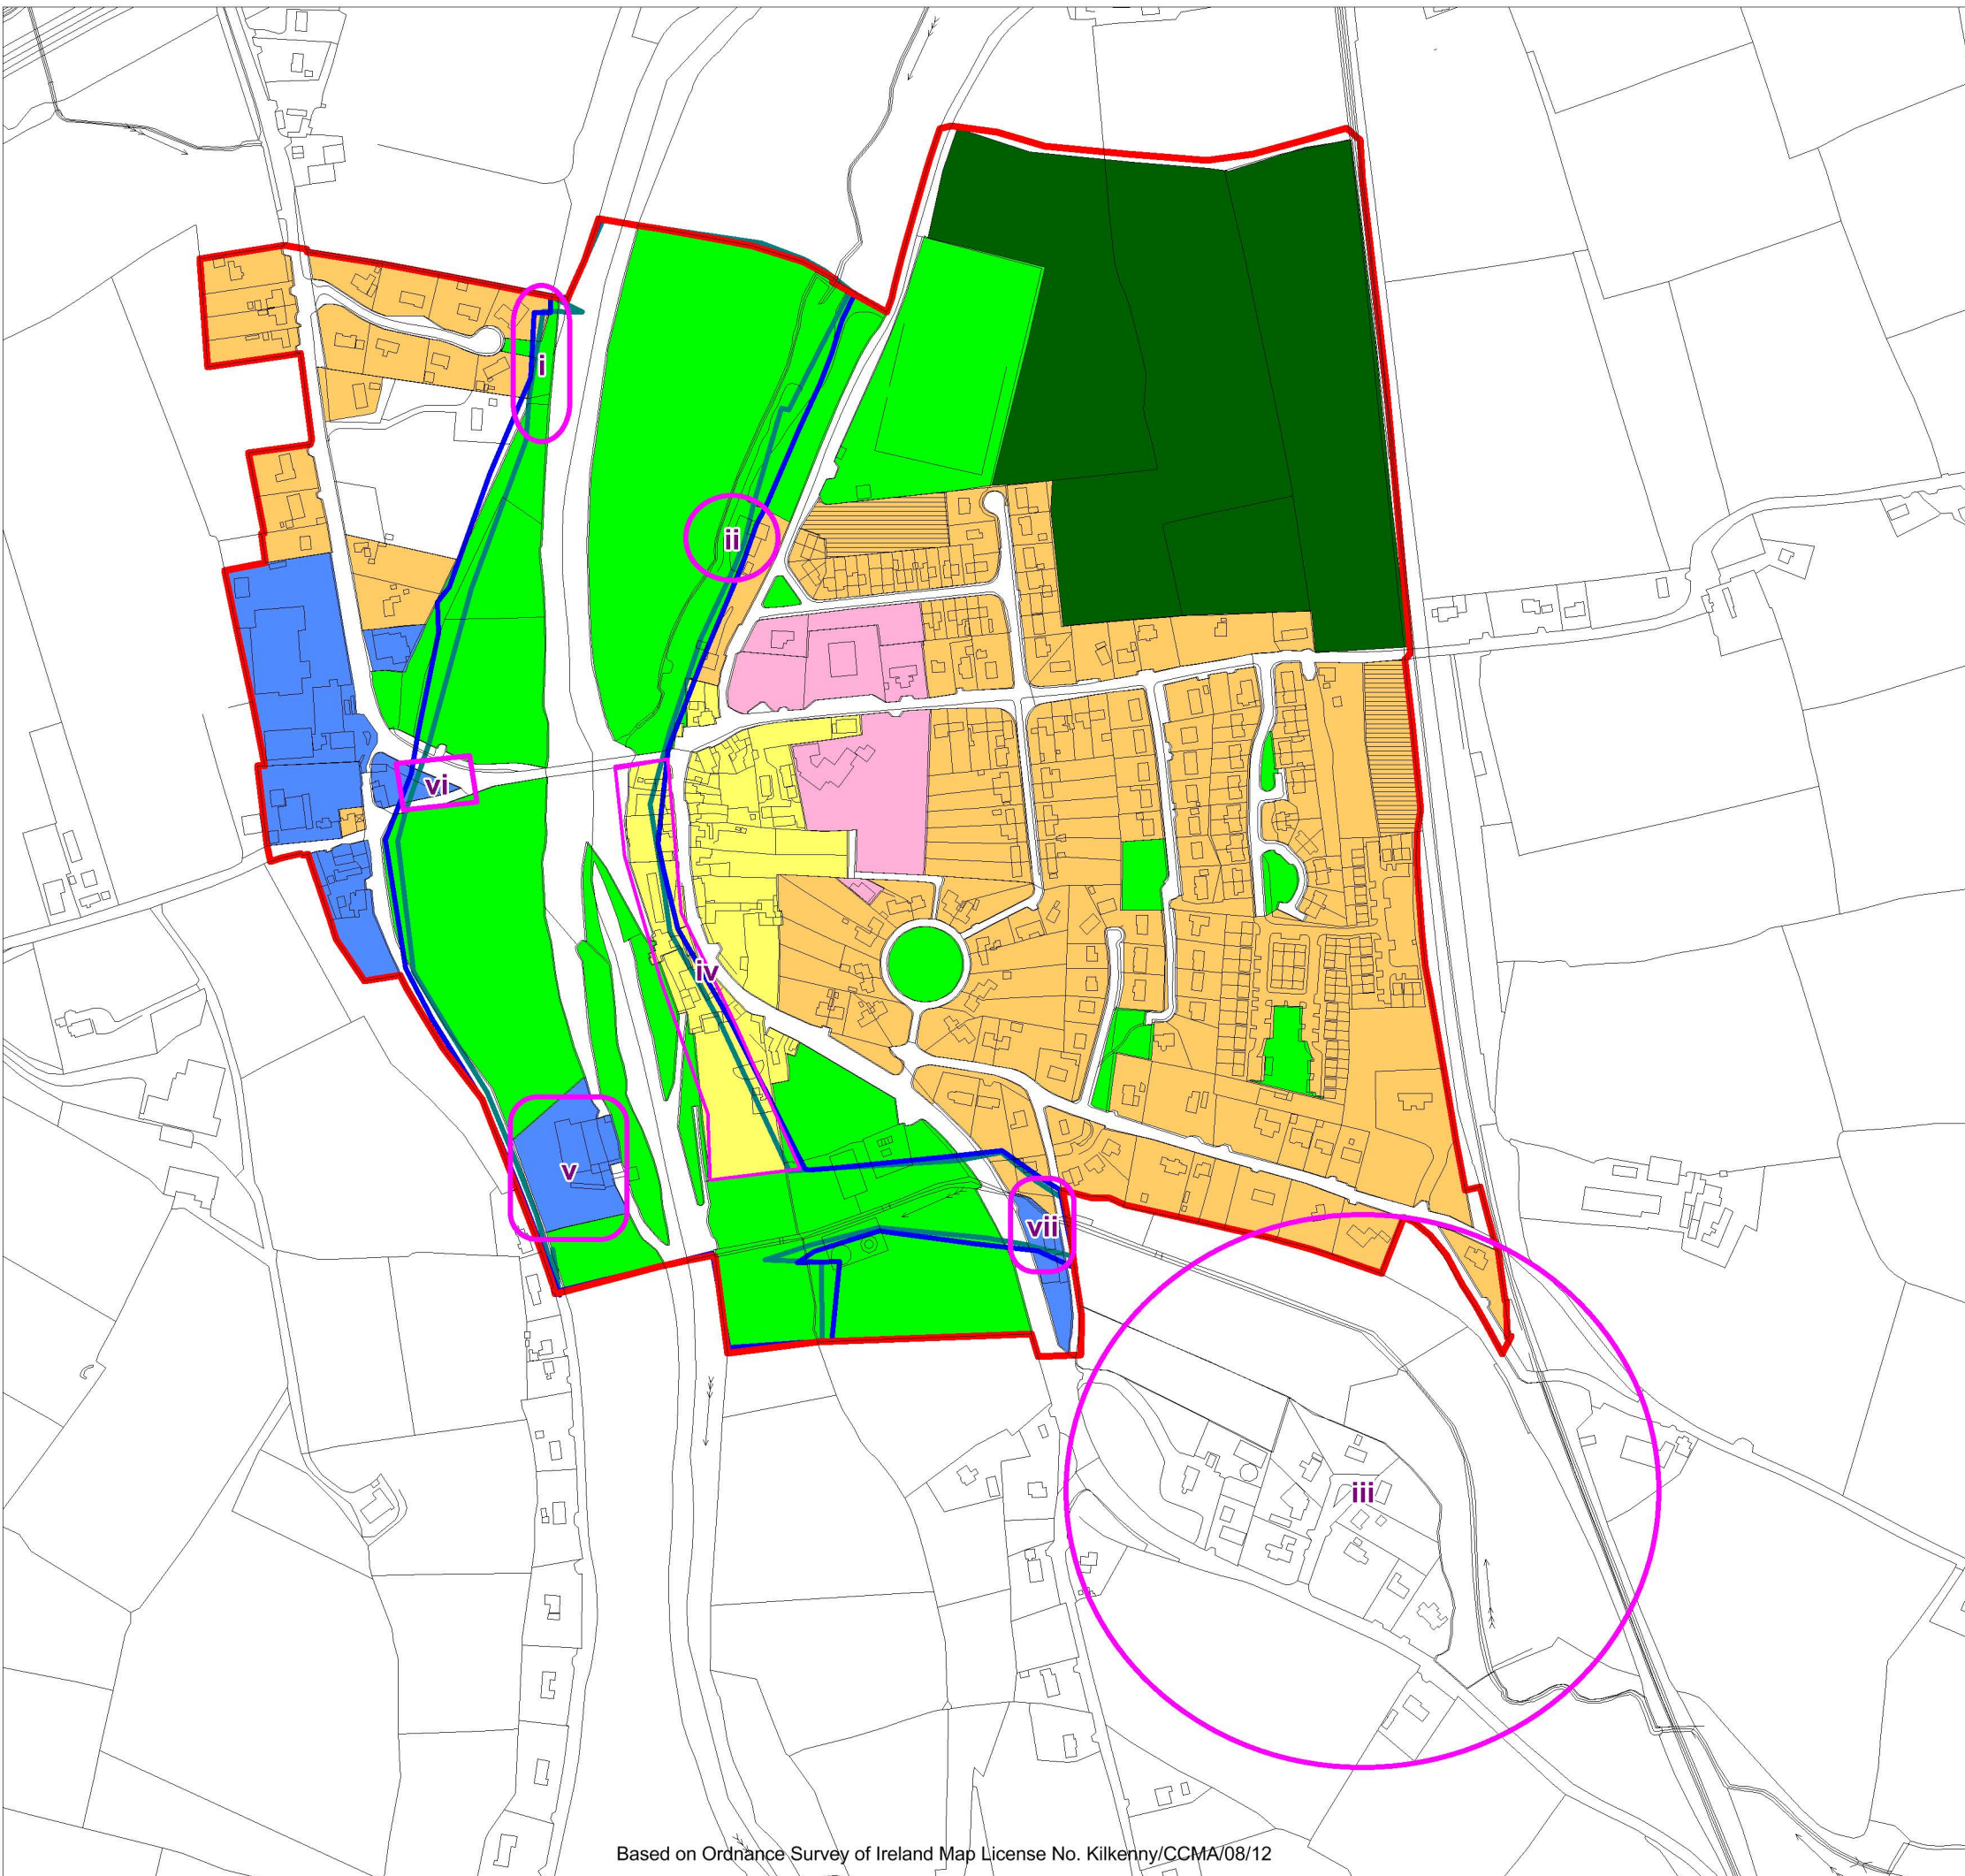 i
ii
vi
iv
v
vii
iii
Based on Ordnance Survey of Ireland Map License No. Kilkenny/CCMA/08/12